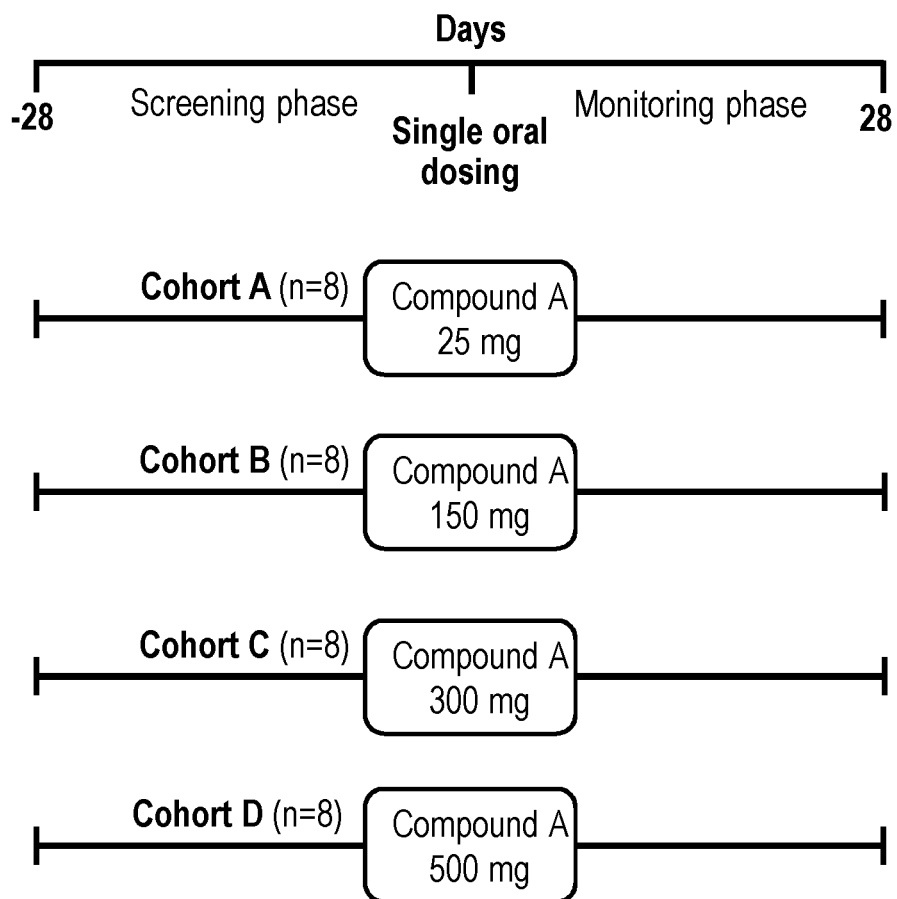 Days
-28
Screening phase
Single oral
dosing
Monitoring phase
28
Cohort A (n=8)
Compound A
25 mg
Cohort B (n=8)
Compound A
150 mg
Cohort C (n=8)
Compound A
300 mg
Cohort D (n=8)
Compound A
500 mg